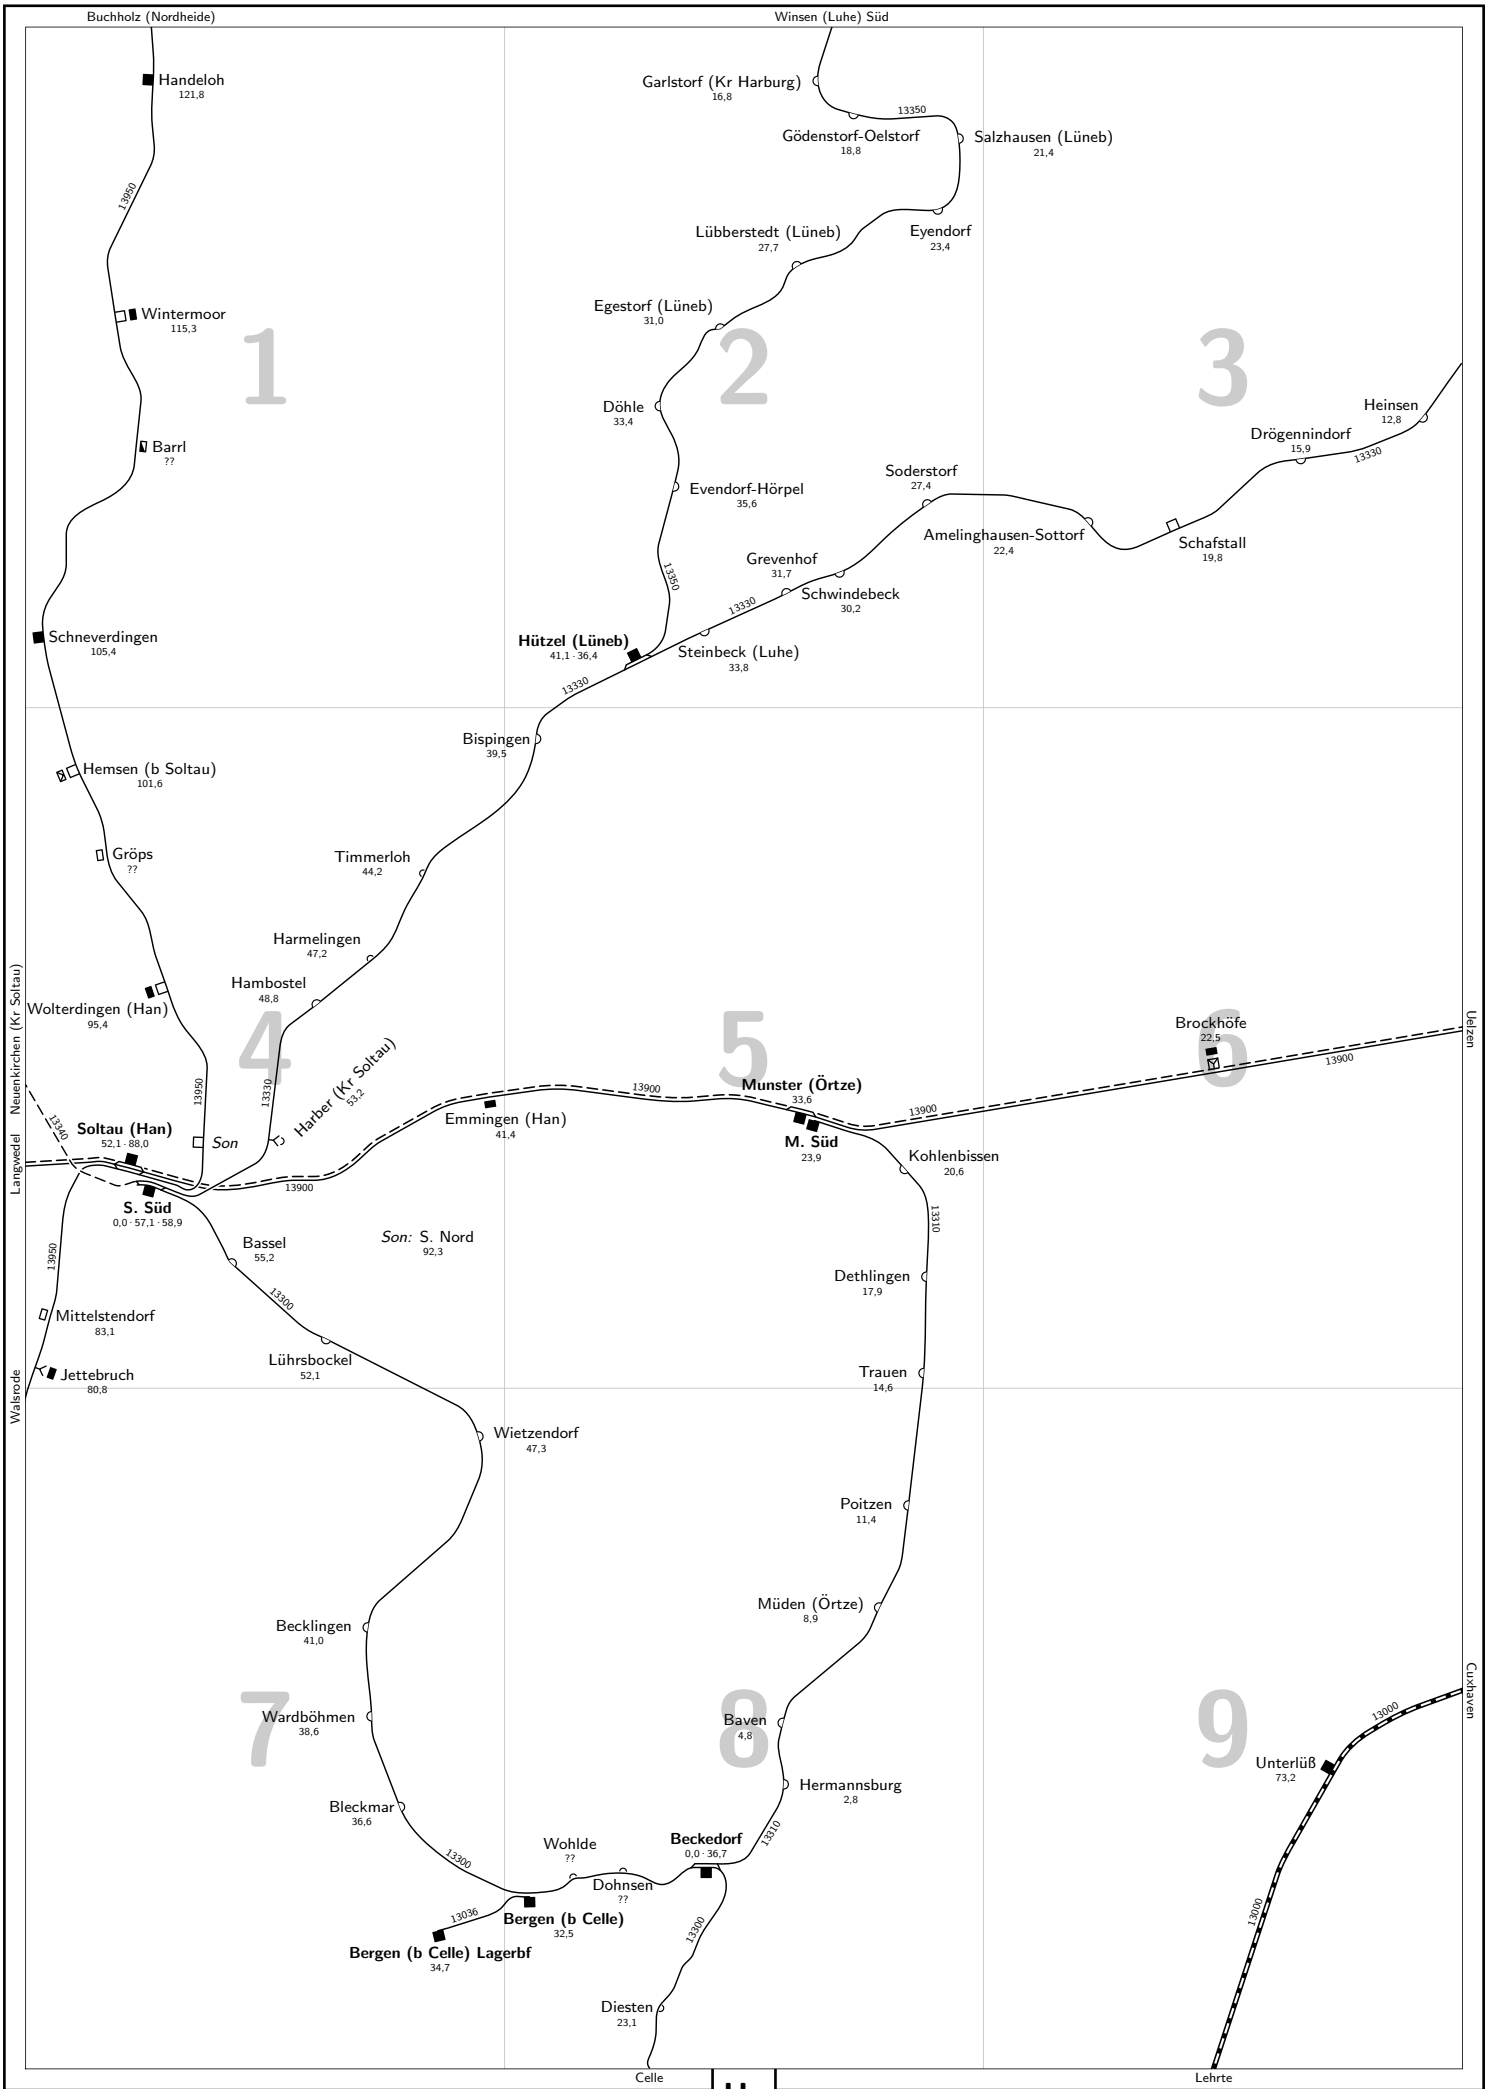 Buchholz (Nordheide)
Winsen (Luhe) Süd
Handeloh
121,8
13950
Wintermoor
115,3
1
Barrl
??
Schneverdingen
105,4
Garlstorf (Kr Harburg)
16,8
13350
Gödenstorf-Oelstorf
18,8
Salzhausen (Lüneb)
21,4
Eyendorf
23,4
Lübberstedt (Lüneb)
27,7
Egestorf (Lüneb)
31,0
2
Döhle
33,4
Evendorf-Hörpel
35,6
13350
Hützel (Lüneb)
41,1 · 36,4
13330
Steinbeck (Luhe)
33,8
13330
Grevenhof
31,7
Schwindebeck
30,2
Soderstorf
27,4
Amelinghausen-Sottorf
22,4
3
Heinsen
12,8
Drögennindorf
15,9
13330
Schafstall
19,8
Bispingen
39,5
Hemsen (b Soltau)
101,6
Gröps
??
Timmerloh
44,2
Harmelingen
47,2
Hambostel
48,8
Wolterdingen (Han)
95,4
4
13950
13330
Harber (Kr Soltau)
53,2
Neuenkirchen (Kr Soltau)
Langwedel
13340
Soltau (Han)
52,1 · 88,0
Son
S. Süd
0,0 · 57,1 · 58,9
13900
Son: S. Nord
92,3
13950
Bassel
55,2
13300
Mittelstendorf
83,1
Lührsbockel
52,1
Jettebruch
80,8
Walsrode
5
Emmingen (Han)
41,4
13900
Munster (Örtze)
33,6
M. Süd
23,9
13900
Kohlenbissen
20,6
13310
Dethlingen
17,9
Trauen
14,6
6
Brockhöfe
22,5
13900
Uelzen
Wietzendorf
47,3
Poitzen
11,4
Müden (Örtze)
8,9
Becklingen
41,0
7
Wardböhmen
38,6
Bleckmar
36,6
13300
8
Baven
4,8
Hermannsburg
2,8
13310
Wohlde
??
Dohnsen
??
Beckedorf
0,0 · 36,7
13036
Bergen (b Celle)
32,5
Bergen (b Celle) Lagerbf
34,7
13300
Diesten
23,1
9
Cuxhaven
13000
Unterlüß
73,2
13000
Celle
Lehrte